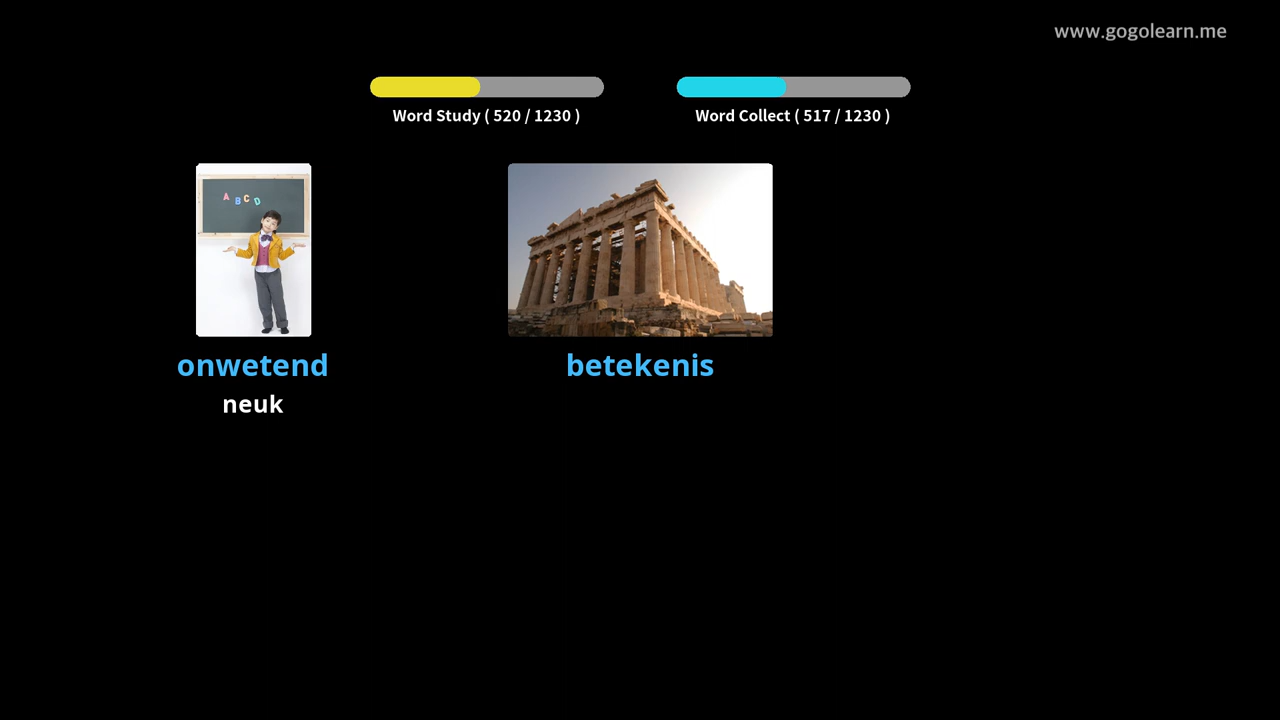 www.gogolearn.me
Word Study ( 520 / 1230 )
Word Collect ( 517 / 1230 )
A B C D
onwetend
betekenis
neuk